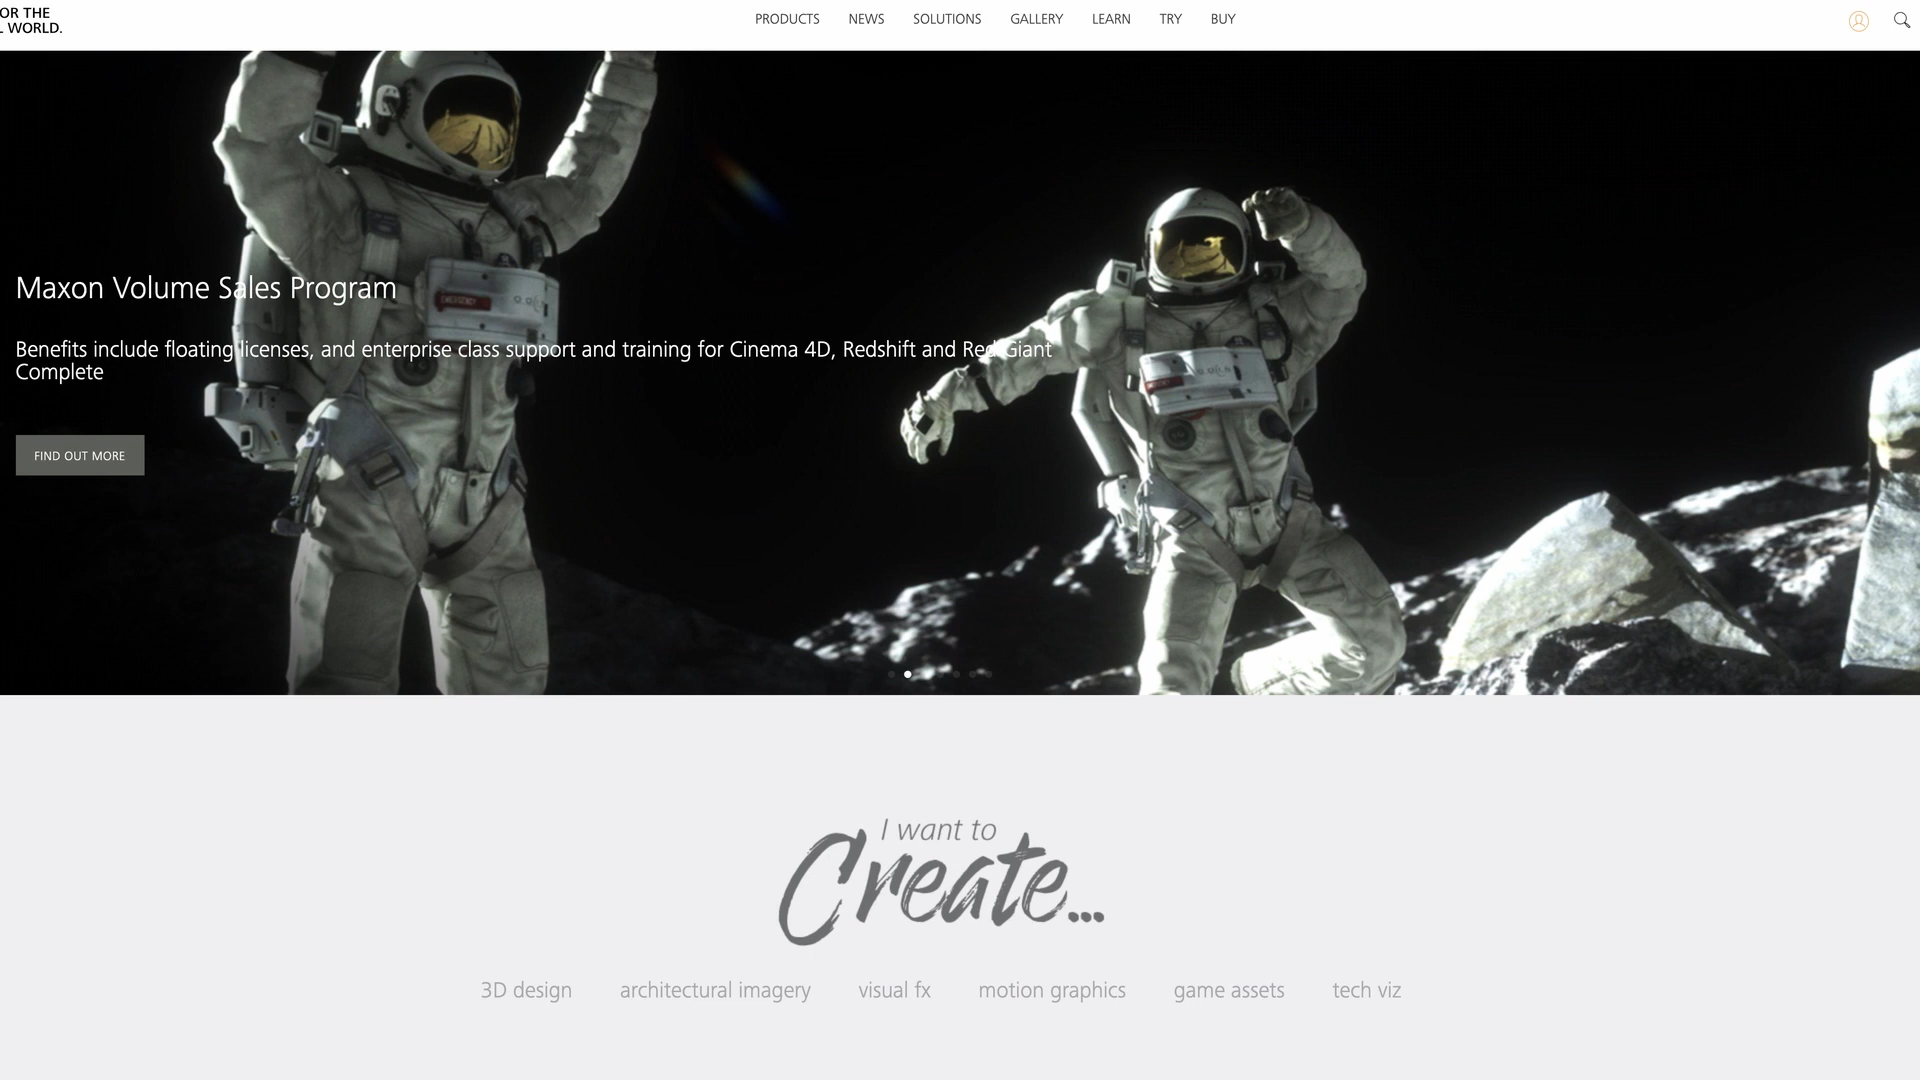 OR THE
WORLD.
PRODUCTS NEWS SOLUTIONS GALLERY LEARN TRY BUY
Maxon Volume Sales Program
Benefits include floating licenses, and enterprise class support and training for Cinema 4D, Redshift and Red Giant
Complete
FIND OUT MORE
I want to
Create...
3D design architectural imagery visual fx motion graphics game assets tech viz